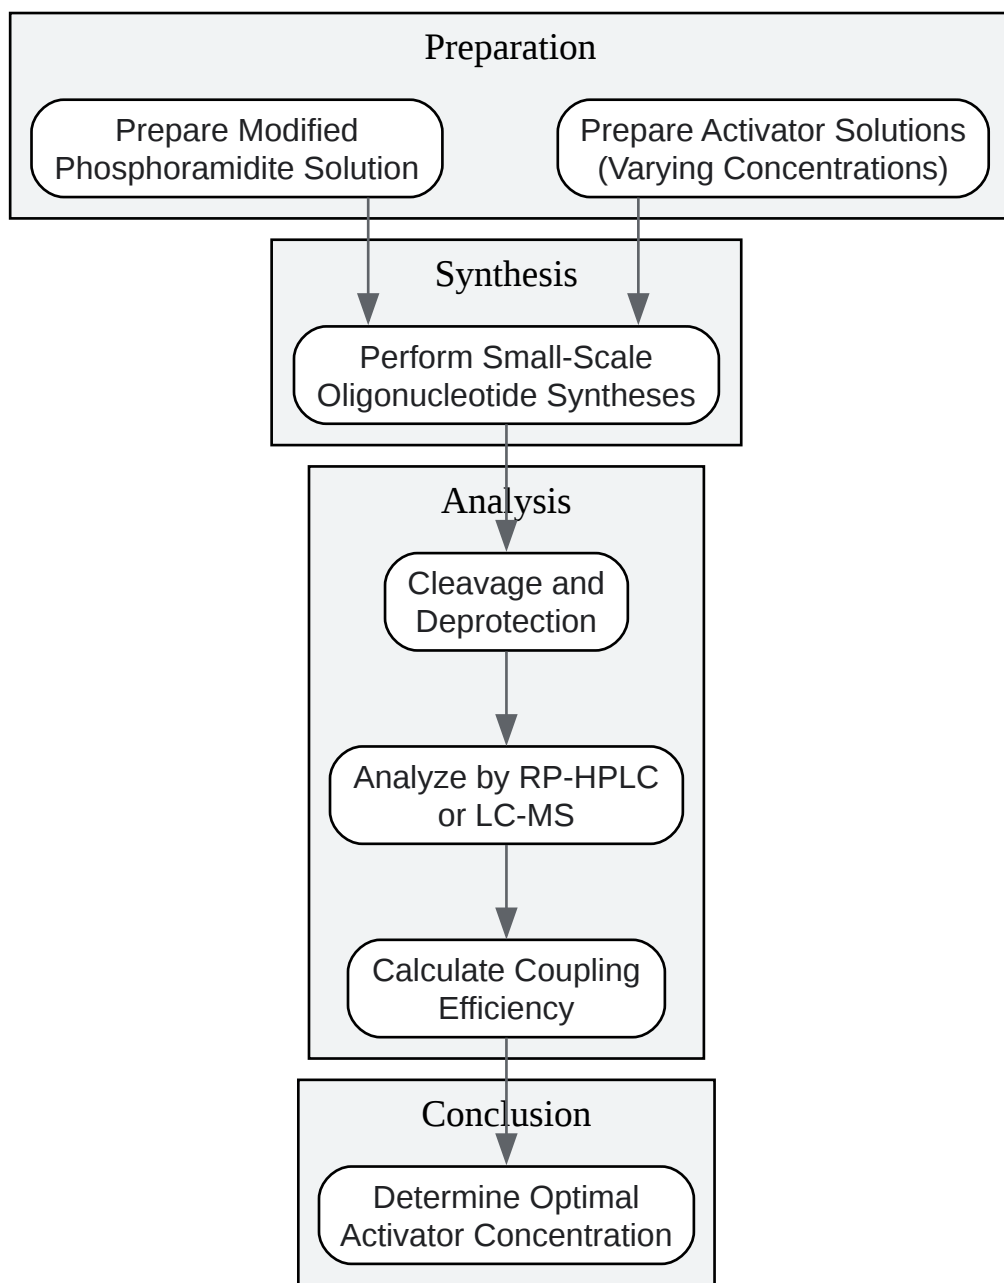 Preparation
Prepare Modified
Phosphoramidite Solution
Prepare Activator Solutions
(Varying Concentrations)
Synthesis
Perform Small-Scale
Oligonucleotide Syntheses
Analysis
Cleavage and
Deprotection
Analyze by RP-HPLC
or LC-MS
Calculate Coupling
Efficiency
Conclusion
Determine Optimal
Activator Concentration